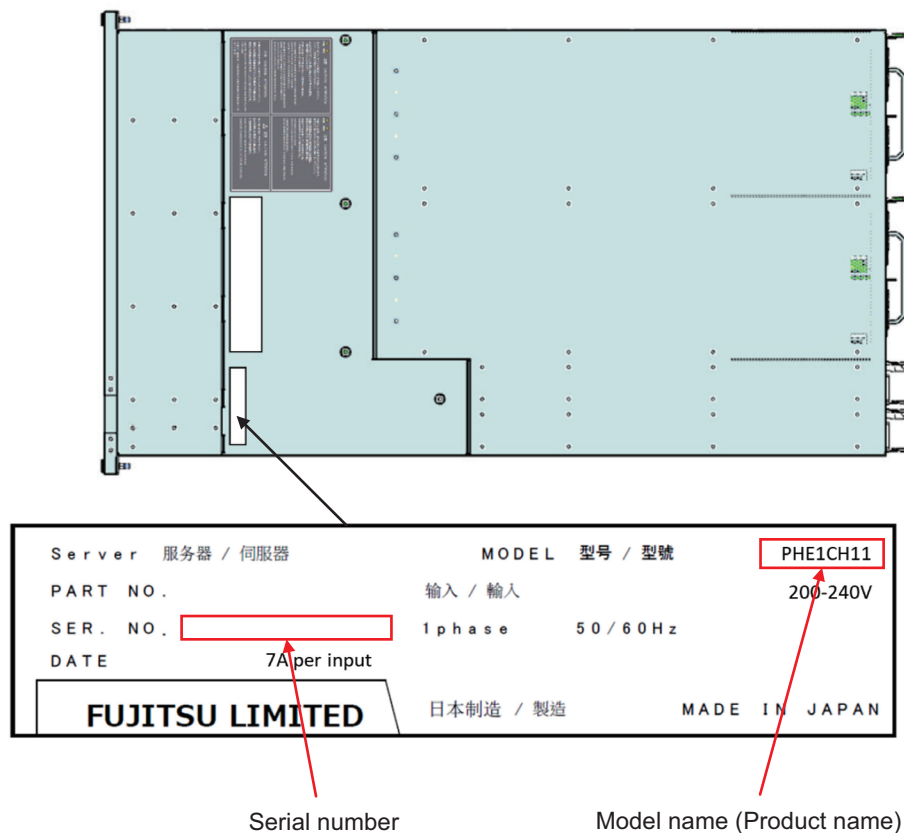 Server 服务器 / 伺服器 MODEL 型号 / 型號 PHE1CH11
PART NO. 输入 / 輸入 200-240V
SER. NO. 1phase 50/60Hz
DATE 7A per input
FUJITSU LIMITED 日本制造 / 製造 MADE IN JAPAN
Serial number Model name (Product name)